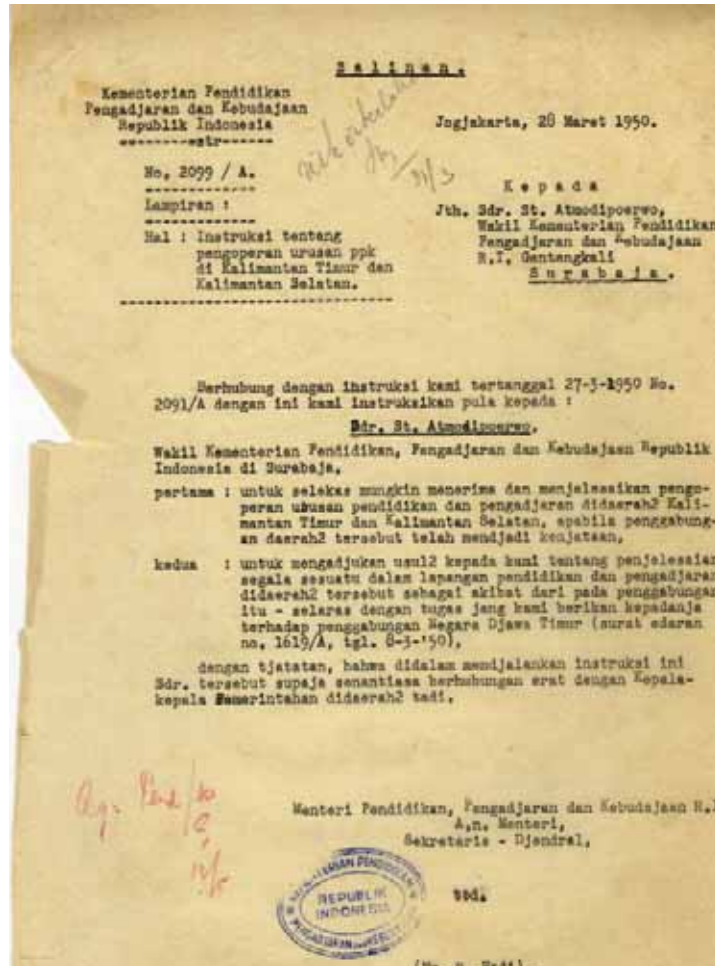 Salinan.
Kementerian Pendidikan
Pengadjaran dan Kebudajaan
Republik Indonesia
--------mstr------
Jogjakarta, 28 Maret 1950.
No. 2099 / A.
Lampiran :
Hal : Instruksi tentang
pengoperan urusan ppk
di Kalimantan Timur dan
Kalimantan Selatan.
Kepada
Jth. Sdr. St. Atmodipoerwo,
Wakil Kementerian Pendidikan
Pengadjaran dan Kebudajaan
R.I. Gentengkali
Surabaja.
31/3
Berhubung dengan instruksi kami tertanggal 27-3-1950 No.
2091/A dengan ini kami instruksikan pula kepada :
Sdr. St. Atmodipoerwo,
Wakil Kementerian Pendidikan, Pengadjaran dan Kebudajaan Republik
Indonesia di Surabaja,
pertama : untuk selekas mungkin menerima dan menjelesaikan pengo-
peran urusan pendidikan dan pengadjaran didaerah2 Kali-
mantan Timur dan Kalimantan Selatan, apabila penggabung-
an daerah2 tersebut telah mendjadi kenjataan,
kedua : untuk mengadjukan usul2 kepada kami tentang penjelesaian
segala sesuatu dalam lapangan pendidikan dan pengadjaran
didaerah2 tersebut sebagai akibat dari pada penggabungan
itu - selaras dengan tugas jang kami berikan kepadanja
terhadap penggabungan Negara Djawa Timur (surat edaran
no. 1619/A, tgl. 8-3-'50),
dengan tjatatan, bahwa didalam mendjalankan instruksi ini
Sdr. tersebut supaja senantiasa berhubungan erat dengan Kepala-
kepala Pemerintahan didaerah2 tadi.
Menteri Pendidikan, Pengadjaran dan Kebudajaan R.I.
A.n. Menteri,
Sekretaris - Djendral,
REPUBLIK
INDONESIA
ttd.